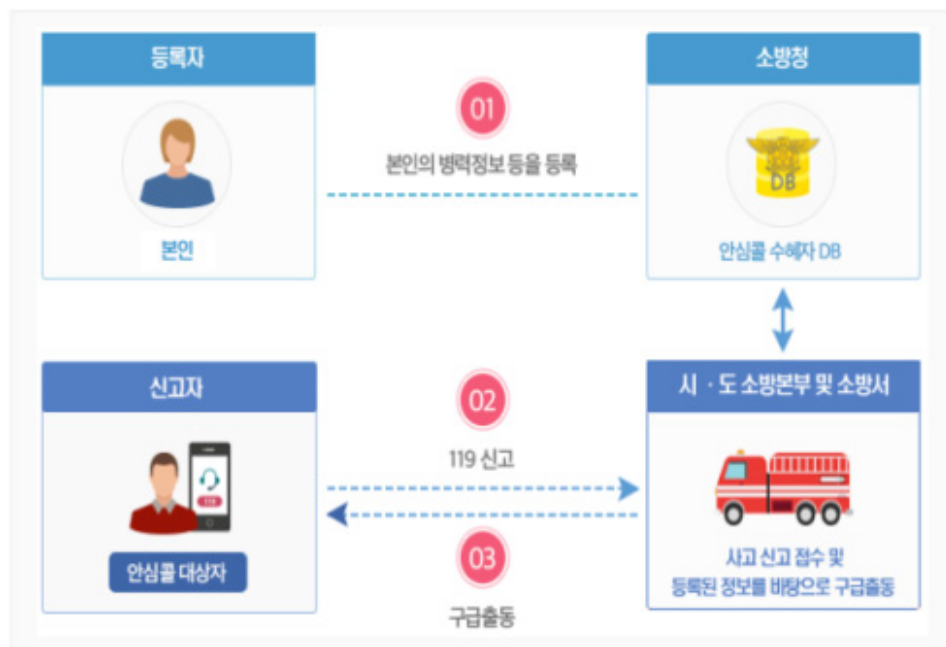 등록자
소방청
01
본인의 병력정보 등을 등록
DB
본인
안심콜 수혜자 DB
신고자
시 · 도 소방본부 및 소방서
02
119 신고
119
03
안심콜 대상자
사고 신고 접수 및
등록된 정보를 바탕으로 구급출동
구급출동